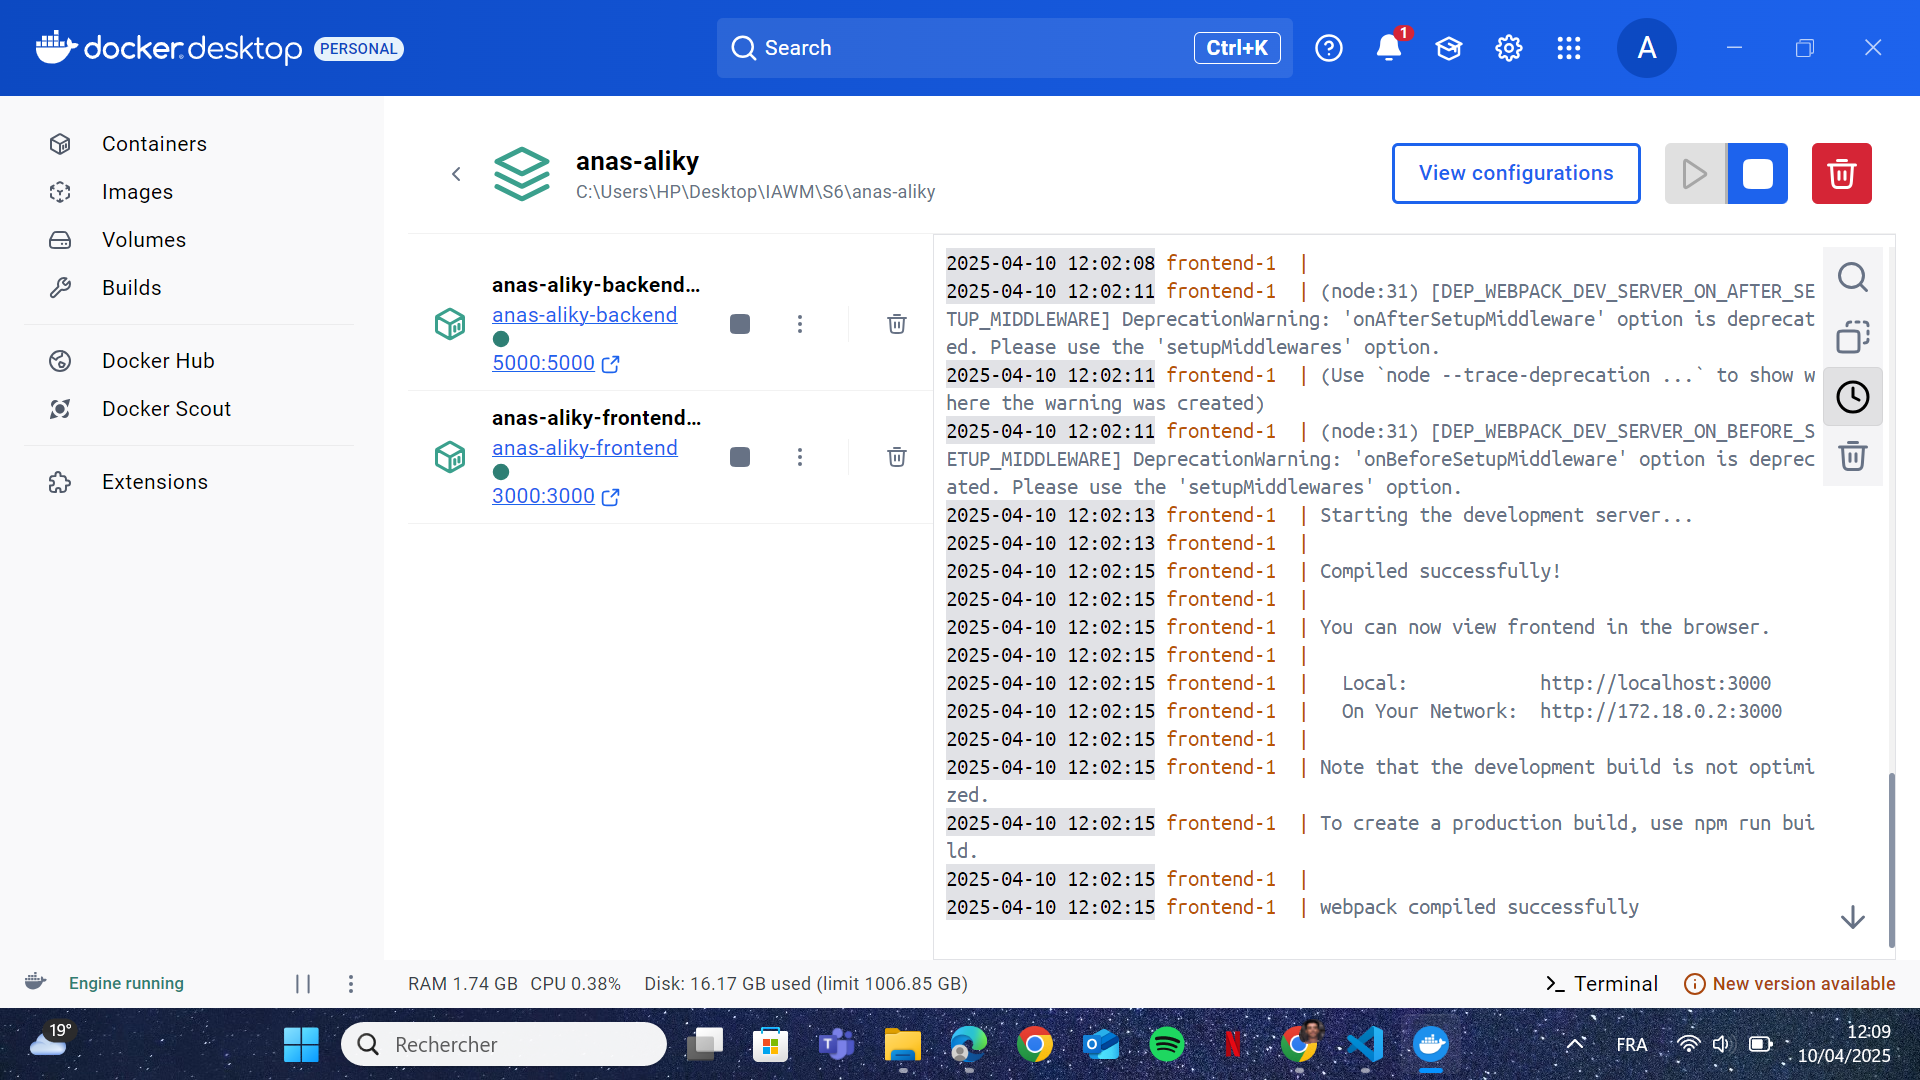 docker desktop PERSONAL
Search
Ctrl+K
1
A
Containers
Images
Volumes
Builds
Docker Hub
Docker Scout
Extensions
anas-aliky
C:\Users\HP\Desktop\IAWM\S6\anas-aliky
View configurations
anas-aliky-backend...
anas-aliky-backend
5000:5000
anas-aliky-frontend...
anas-aliky-frontend
3000:3000
2025-04-10 12:02:08 frontend-1  |
2025-04-10 12:02:11 frontend-1  | (node:31) [DEP_WEBPACK_DEV_SERVER_ON_AFTER_SE
TUP_MIDDLEWARE] DeprecationWarning: 'onAfterSetupMiddleware' option is deprecat
ed. Please use the 'setupMiddlewares' option.
2025-04-10 12:02:11 frontend-1  | (Use `node --trace-deprecation ...` to show w
here the warning was created)
2025-04-10 12:02:11 frontend-1  | (node:31) [DEP_WEBPACK_DEV_SERVER_ON_BEFORE_S
ETUP_MIDDLEWARE] DeprecationWarning: 'onBeforeSetupMiddleware' option is deprec
ated. Please use the 'setupMiddlewares' option.
2025-04-10 12:02:13 frontend-1  | Starting the development server...
2025-04-10 12:02:13 frontend-1  |
2025-04-10 12:02:15 frontend-1  | Compiled successfully!
2025-04-10 12:02:15 frontend-1  |
2025-04-10 12:02:15 frontend-1  | You can now view frontend in the browser.
2025-04-10 12:02:15 frontend-1  |
2025-04-10 12:02:15 frontend-1  |   Local:            http://localhost:3000
2025-04-10 12:02:15 frontend-1  |   On Your Network:  http://172.18.0.2:3000
2025-04-10 12:02:15 frontend-1  |
2025-04-10 12:02:15 frontend-1  | Note that the development build is not optimi
zed.
2025-04-10 12:02:15 frontend-1  | To create a production build, use npm run bui
ld.
2025-04-10 12:02:15 frontend-1  |
2025-04-10 12:02:15 frontend-1  | webpack compiled successfully
Engine running
RAM 1.74 GB CPU 0.38% Disk: 16.17 GB used (limit 1006.85 GB)
Terminal
New version available
19°
Rechercher
FRA
12:09
10/04/2025